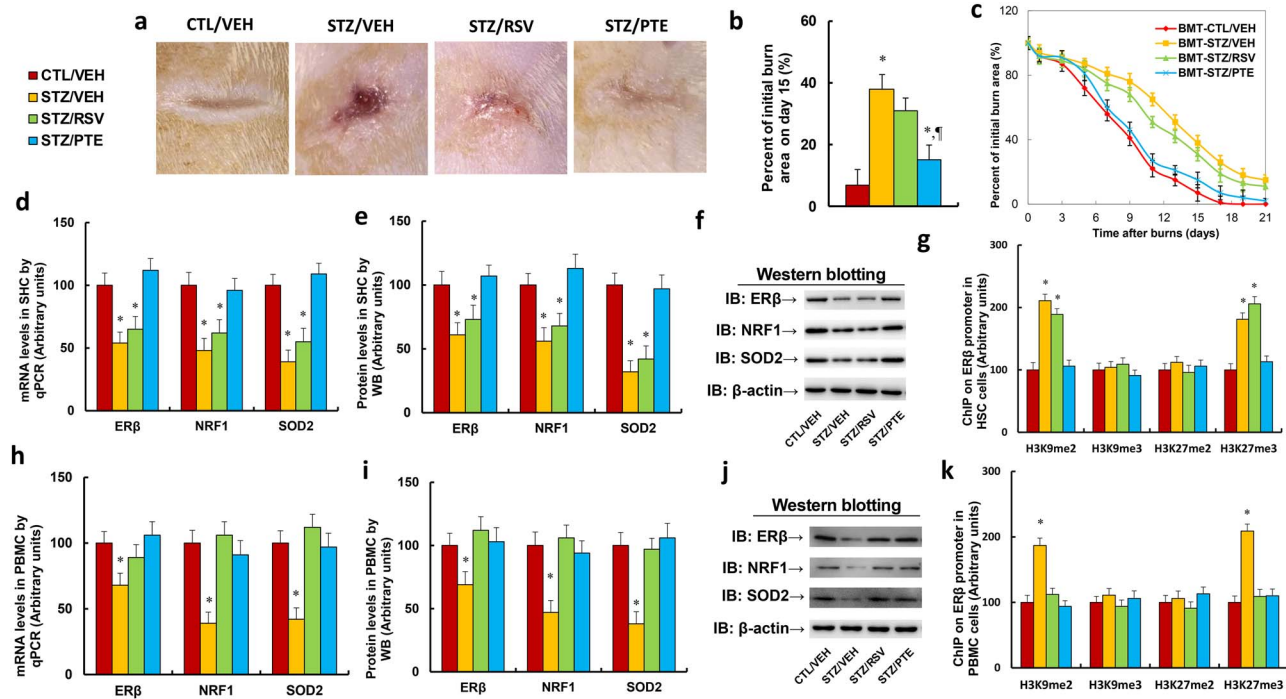 a
CTL/VEH STZ/VEH STZ/RSV STZ/PTE
CTL/VEH
STZ/VEH
STZ/RSV
STZ/PTE
b
Percent of initial burn
area on day 15 (%)
60
40
20
0
*
*,¶
c
Percent of initial burn area (%)
120
80
40
0
BMT-CTL/VEH
BMT-STZ/VEH
BMT-STZ/RSV
BMT-STZ/PTE
0 3 6 9 12 15 18 21
Time after burns (days)
d
mRNA levels in SHC by
qPCR (Arbitrary units)
150
100
50
0
* * * * * *
ERβ NRF1 SOD2
e
Protein levels in SHC by
WB (Arbitrary units)
150
100
50
0
* * * * * *
ERβ NRF1 SOD2
f
Western blotting
IB: ERβ→
IB: NRF1→
IB: SOD2→
IB: β-actin→
CTL/VEH STZ/VEH STZ/RSV STZ/PTE
g
ChIP on ERβ promoter in
HSC cells (Arbitrary units)
300
200
100
0
* * * *
H3K9me2 H3K9me3 H3K27me2 H3K27me3
h
mRNA levels in PBMC by
qPCR (Arbitrary units)
150
100
50
0
* * *
ERβ NRF1 SOD2
i
Protein levels in PBMC by
WB (Arbitrary units)
150
100
50
0
* * *
ERβ NRF1 SOD2
j
Western blotting
IB: ERβ→
IB: NRF1→
IB: SOD2→
IB: β-actin→
CTL/VEH STZ/VEH STZ/RSV STZ/PTE
k
ChIP on ERβ promoter in
PBMC cells (Arbitrary units)
300
200
100
0
* *
H3K9me2 H3K9me3 H3K27me2 H3K27me3